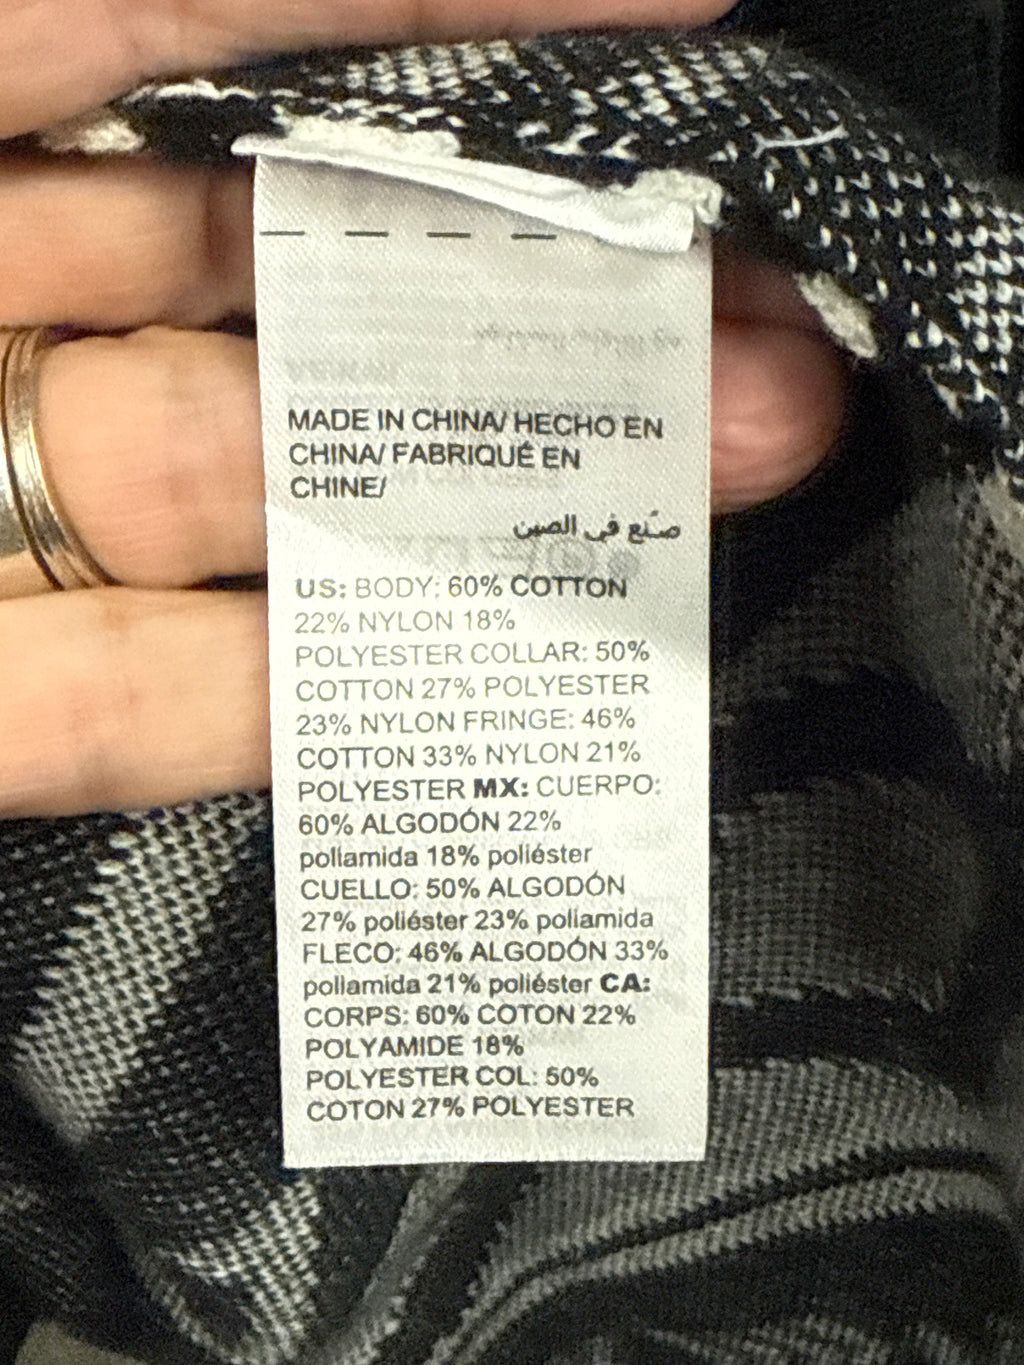 MADE IN CHINA/ HECHO EN
CHINA/ FABRIQUÉ EN
CHINE/
صنّع في الصين
US: BODY: 60% COTTON
22% NYLON 18%
POLYESTER COLLAR: 50%
COTTON 27% POLYESTER
23% NYLON FRINGE: 46%
COTTON 33% NYLON 21%
POLYESTER MX: CUERPO:
60% ALGODÓN 22%
poliamida 18% poliéster
CUELLO: 50% ALGODÓN
27% poliéster 23% poliamida
FLECO: 46% ALGODÓN 33%
poliamida 21% poliéster CA:
CORPS: 60% COTON 22%
POLYAMIDE 18%
POLYESTER COL: 50%
COTON 27% POLYESTER